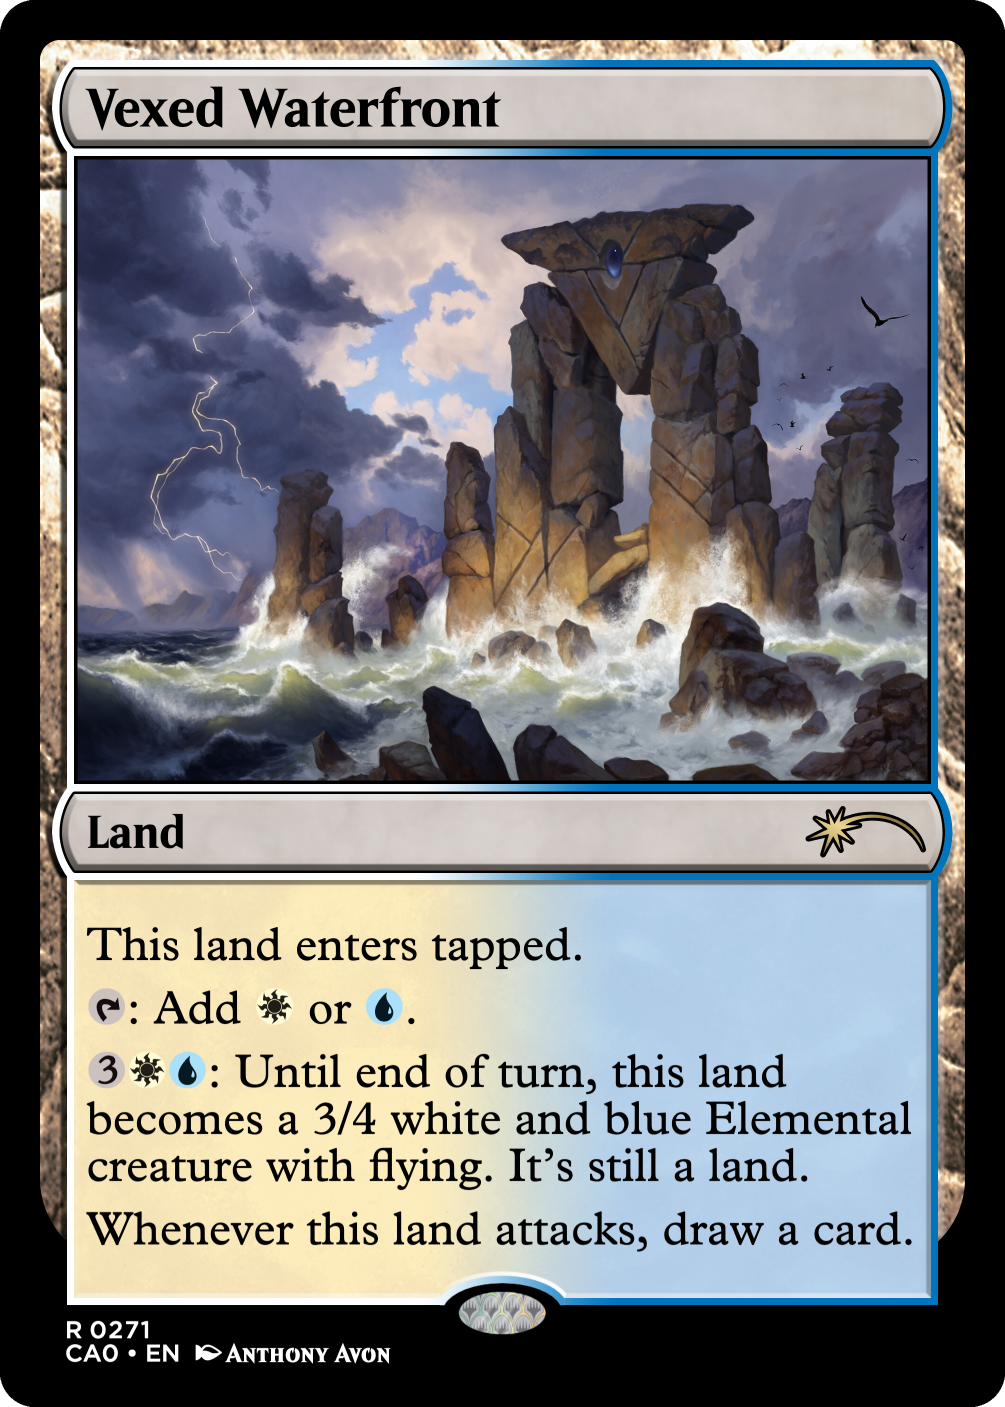 Vexed Waterfront
Land
This land enters tapped.
: Add or .
3: Until end of turn, this land
becomes a 3/4 white and blue Elemental
creature with flying. It's still a land.
Whenever this land attacks, draw a card.
R 0271
CAO • EN Anthony Avon